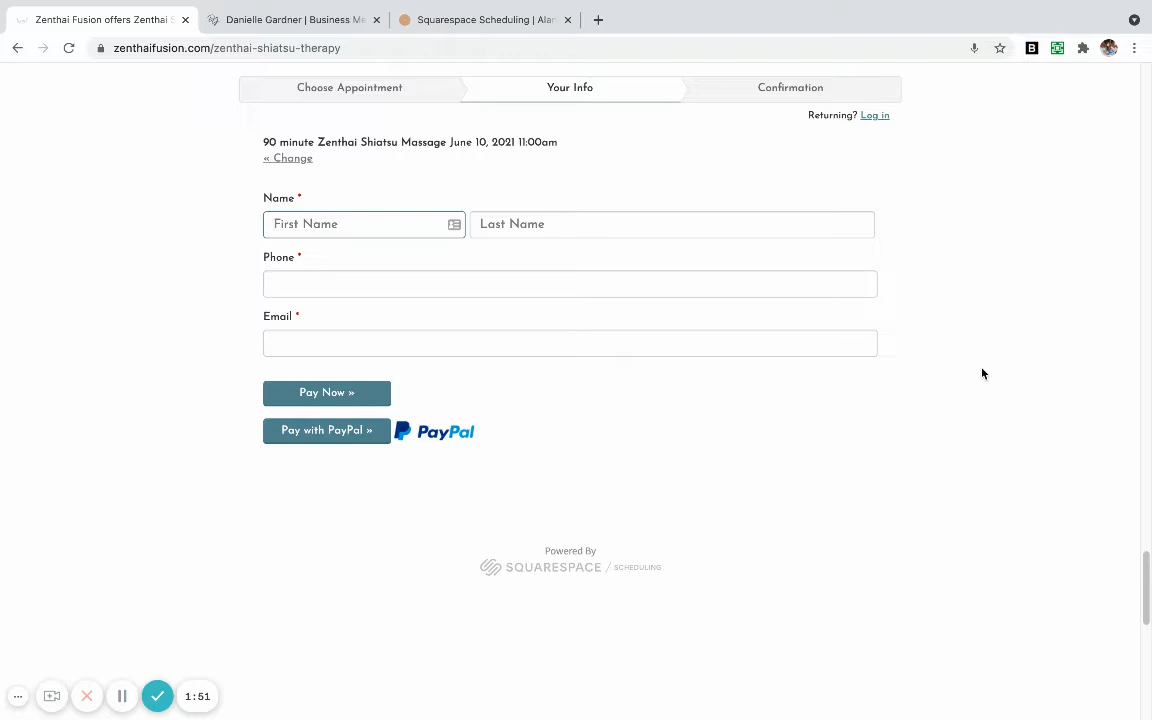 Zenthai Fusion offers Zenthai S
Danielle Gardner | Business Me
Squarespace Scheduling | Alan
zenthaifusion.com/zenthai-shiatsu-therapy
Choose Appointment
Your Info
Confirmation
Returning? Log in
90 minute Zenthai Shiatsu Massage June 10, 2021 11:00am
« Change
Name *
First Name
Last Name
Phone *
Email *
Pay Now »
Pay with PayPal »
PayPal
Powered By
SQUARESPACE / SCHEDULING
1:51